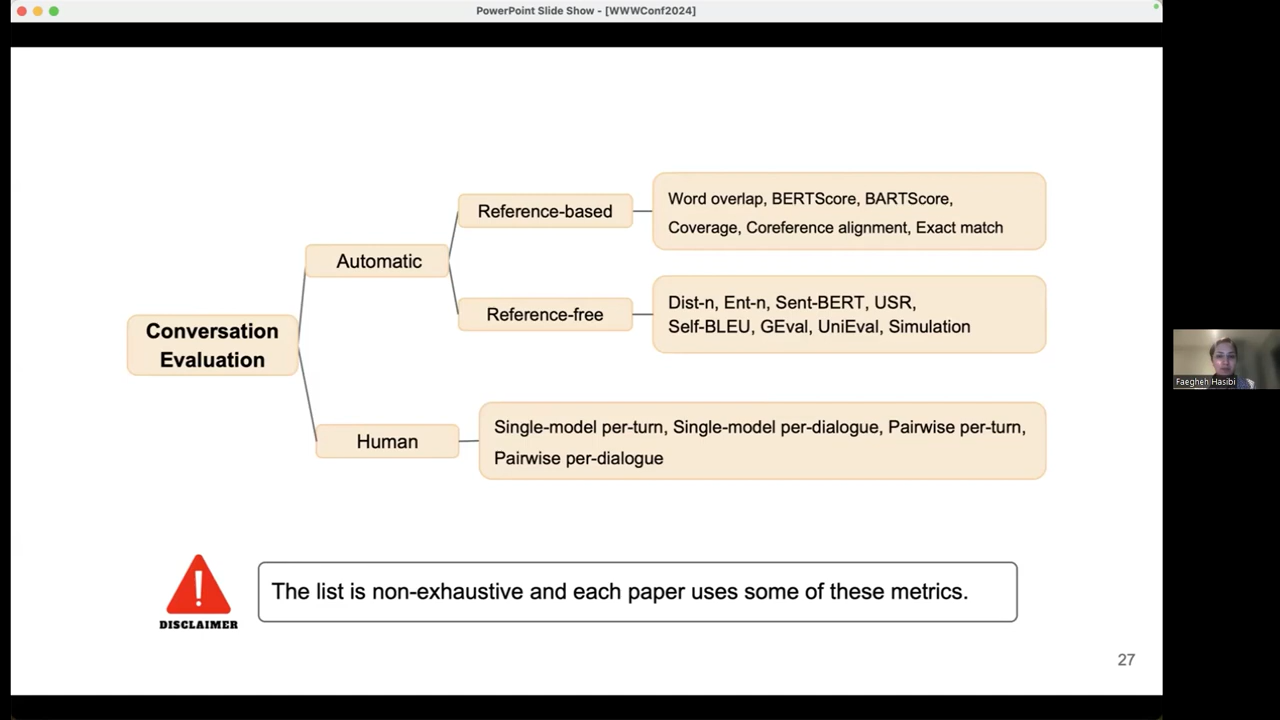 PowerPoint Slide Show - [WWWConf2024]
Conversation
Evaluation
Automatic
Reference-based
Word overlap, BERTScore, BARTScore,
Coverage, Coreference alignment, Exact match
Reference-free
Dist-n, Ent-n, Sent-BERT, USR,
Self-BLEU, GEval, UniEval, Simulation
Human
Single-model per-turn, Single-model per-dialogue, Pairwise per-turn,
Pairwise per-dialogue
!
DISCLAIMER
The list is non-exhaustive and each paper uses some of these metrics.
27
Faegheh Hasibi